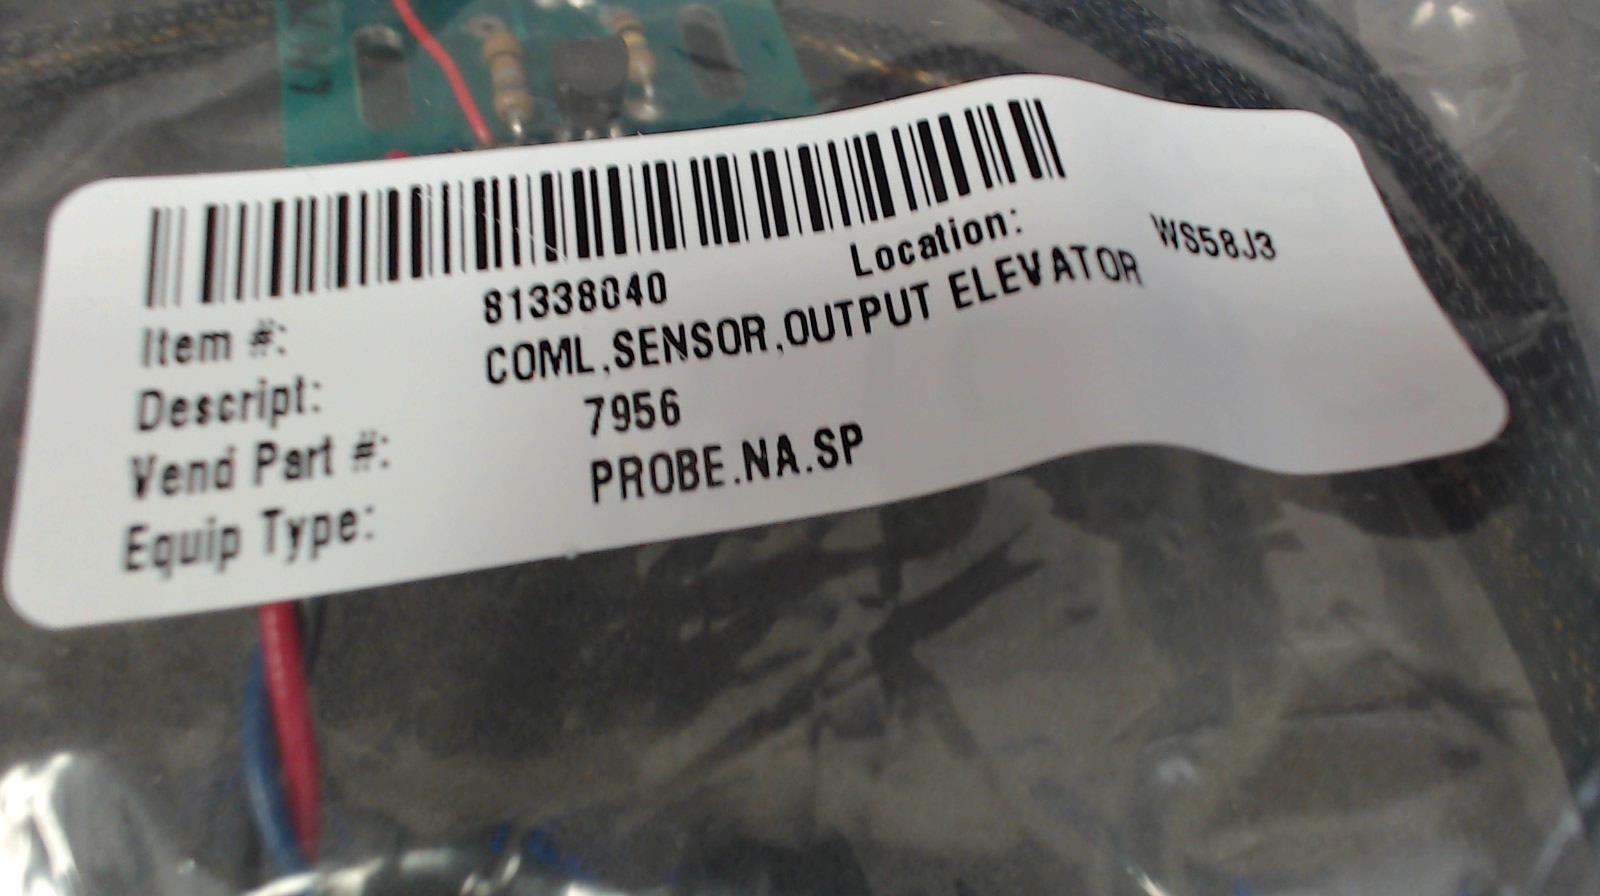 Item #: 81338040 Location: WS58J3
Descript: COML,SENSOR,OUTPUT ELEVATOR
Vend Part #: 7956
Equip Type: PROBE.NA.SP